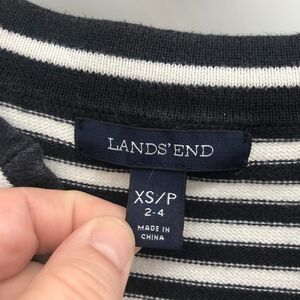 LANDS' END
XS/P
2-4
MADE IN
CHINA